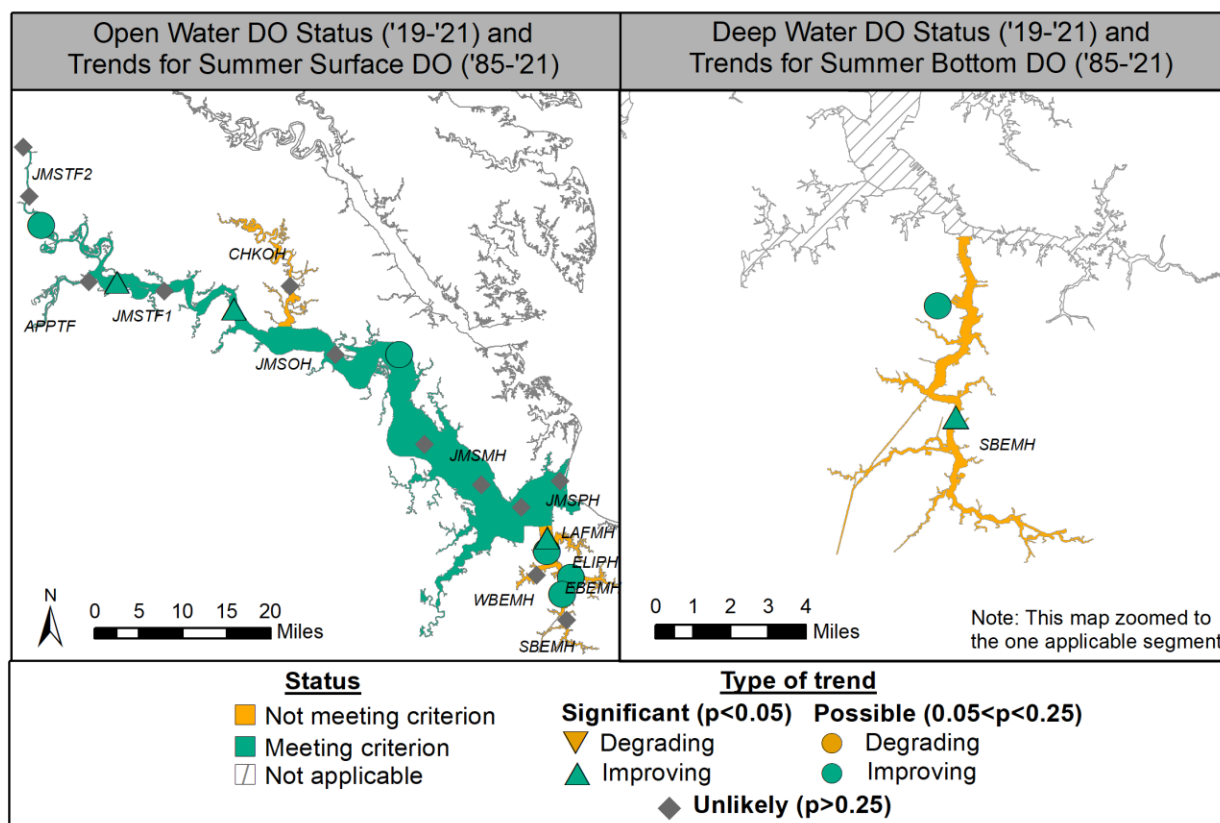 Open Water DO Status ('19-'21) and
Trends for Summer Surface DO ('85-'21)
Deep Water DO Status ('19-'21) and
Trends for Summer Bottom DO ('85-'21)
JMSTF2
CHKOH
APPTF
JMSTF1
JMSOH
JMSMH
JMSPH
LAFMH
ELIPH
WBEMH
EBEMH
SBEMH
N
0 5 10 15 20
Miles
SBEMH
0 1 2 3 4
Miles
Note: This map zoomed to
the one applicable segment
Status
Not meeting criterion
Meeting criterion
Not applicable
Type of trend
Significant (p<0.05)
Degrading
Improving
Possible (0.05<p<0.25)
Degrading
Improving
Unlikely (p>0.25)